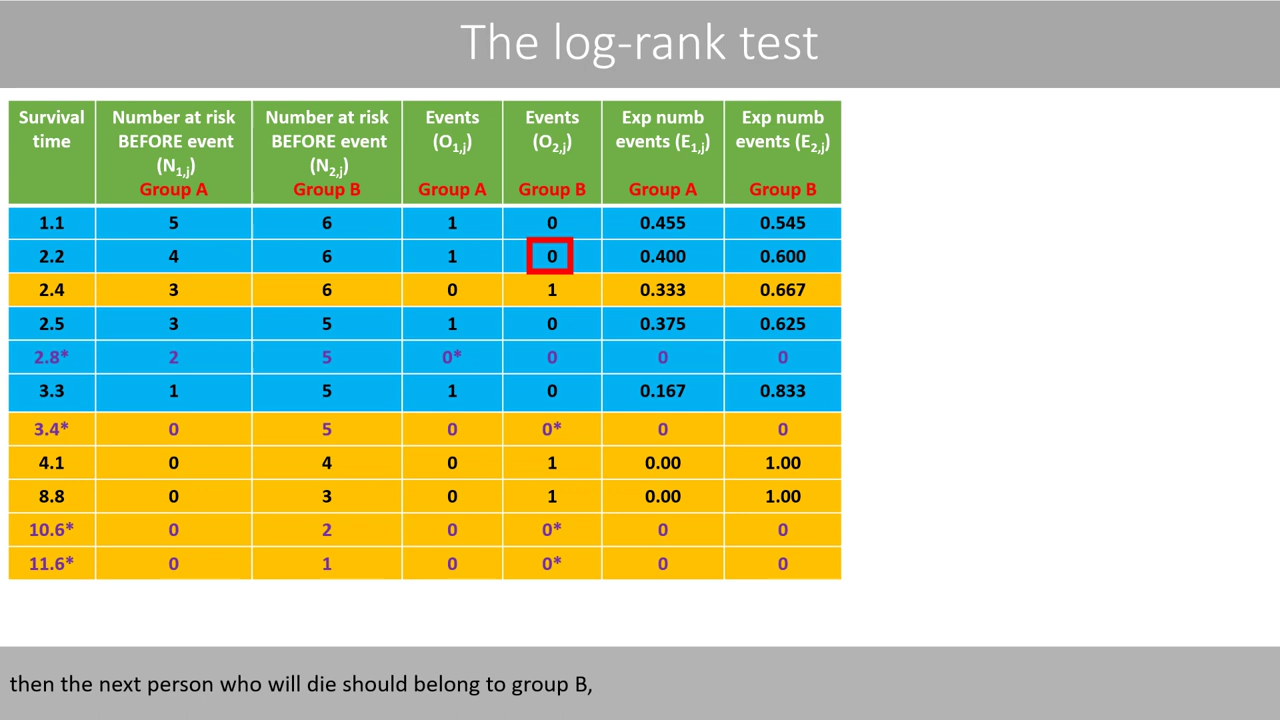 The log-rank test
Survival time | Number at risk BEFORE event (N1,j) Group A | Number at risk BEFORE event (N2,j) Group B | Events (O1,j) Group A | Events (O2,j) Group B | Exp numb events (E1,j) Group A | Exp numb events (E2,j) Group B
1.1 | 5 | 6 | 1 | 0 | 0.455 | 0.545
2.2 | 4 | 6 | 1 | 0 | 0.400 | 0.600
2.4 | 3 | 6 | 0 | 1 | 0.333 | 0.667
2.5 | 3 | 5 | 1 | 0 | 0.375 | 0.625
2.8* | 2 | 5 | 0* | 0 | 0 | 0
3.3 | 1 | 5 | 1 | 0 | 0.167 | 0.833
3.4* | 0 | 5 | 0 | 0* | 0 | 0
4.1 | 0 | 4 | 0 | 1 | 0.00 | 1.00
8.8 | 0 | 3 | 0 | 1 | 0.00 | 1.00
10.6* | 0 | 2 | 0 | 0* | 0 | 0
11.6* | 0 | 1 | 0 | 0* | 0 | 0
then the next person who will die should belong to group B,